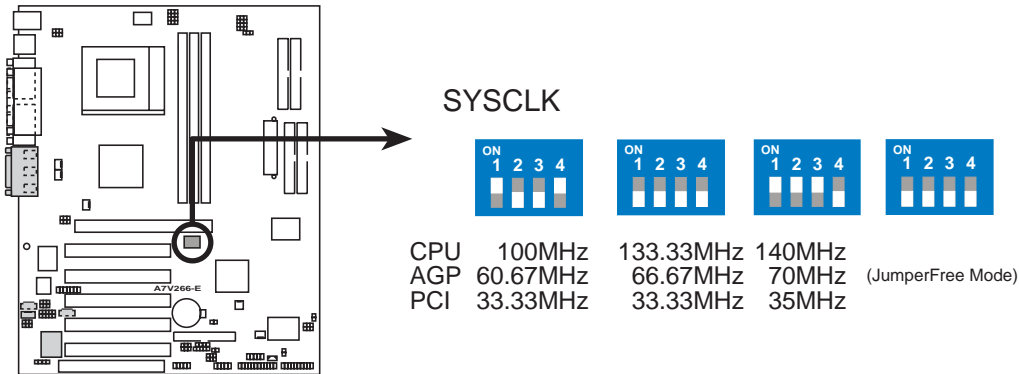 SYSCLK
ON ON ON ON
1 2 3 4 1 2 3 4 1 2 3 4 1 2 3 4
CPU 100MHz 133.33MHz 140MHz
AGP 60.67MHz 66.67MHz 70MHz (JumperFree Mode)
PCI 33.33MHz 33.33MHz 35MHz
A7V266-E